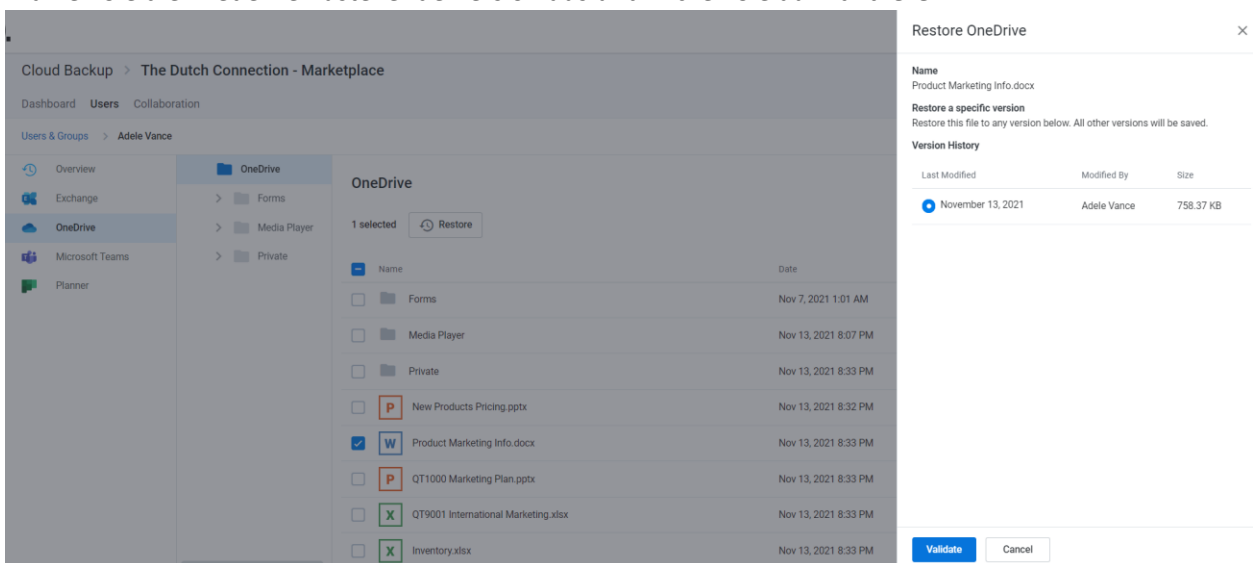 Cloud Backup > The Dutch Connection - Marketplace
Dashboard Users Collaboration
Users & Groups > Adele Vance
Overview
Exchange
OneDrive
Microsoft Teams
Planner
OneDrive
Forms
Media Player
Private
OneDrive
1 selected Restore
Name Date
Forms Nov 7, 2021 1:01 AM
Media Player Nov 13, 2021 8:07 PM
Private Nov 13, 2021 8:33 PM
New Products Pricing.pptx Nov 13, 2021 8:32 PM
Product Marketing Info.docx Nov 13, 2021 8:33 PM
QT1000 Marketing Plan.pptx Nov 13, 2021 8:33 PM
QT9001 International Marketing.xlsx Nov 13, 2021 8:33 PM
Inventory.xlsx Nov 13, 2021 8:33 PM
Restore OneDrive
Name
Product Marketing Info.docx
Restore a specific version
Restore this file to any version below. All other versions will be saved.
Version History
Last Modified Modified By Size
November 13, 2021 Adele Vance 758.37 KB
Validate Cancel